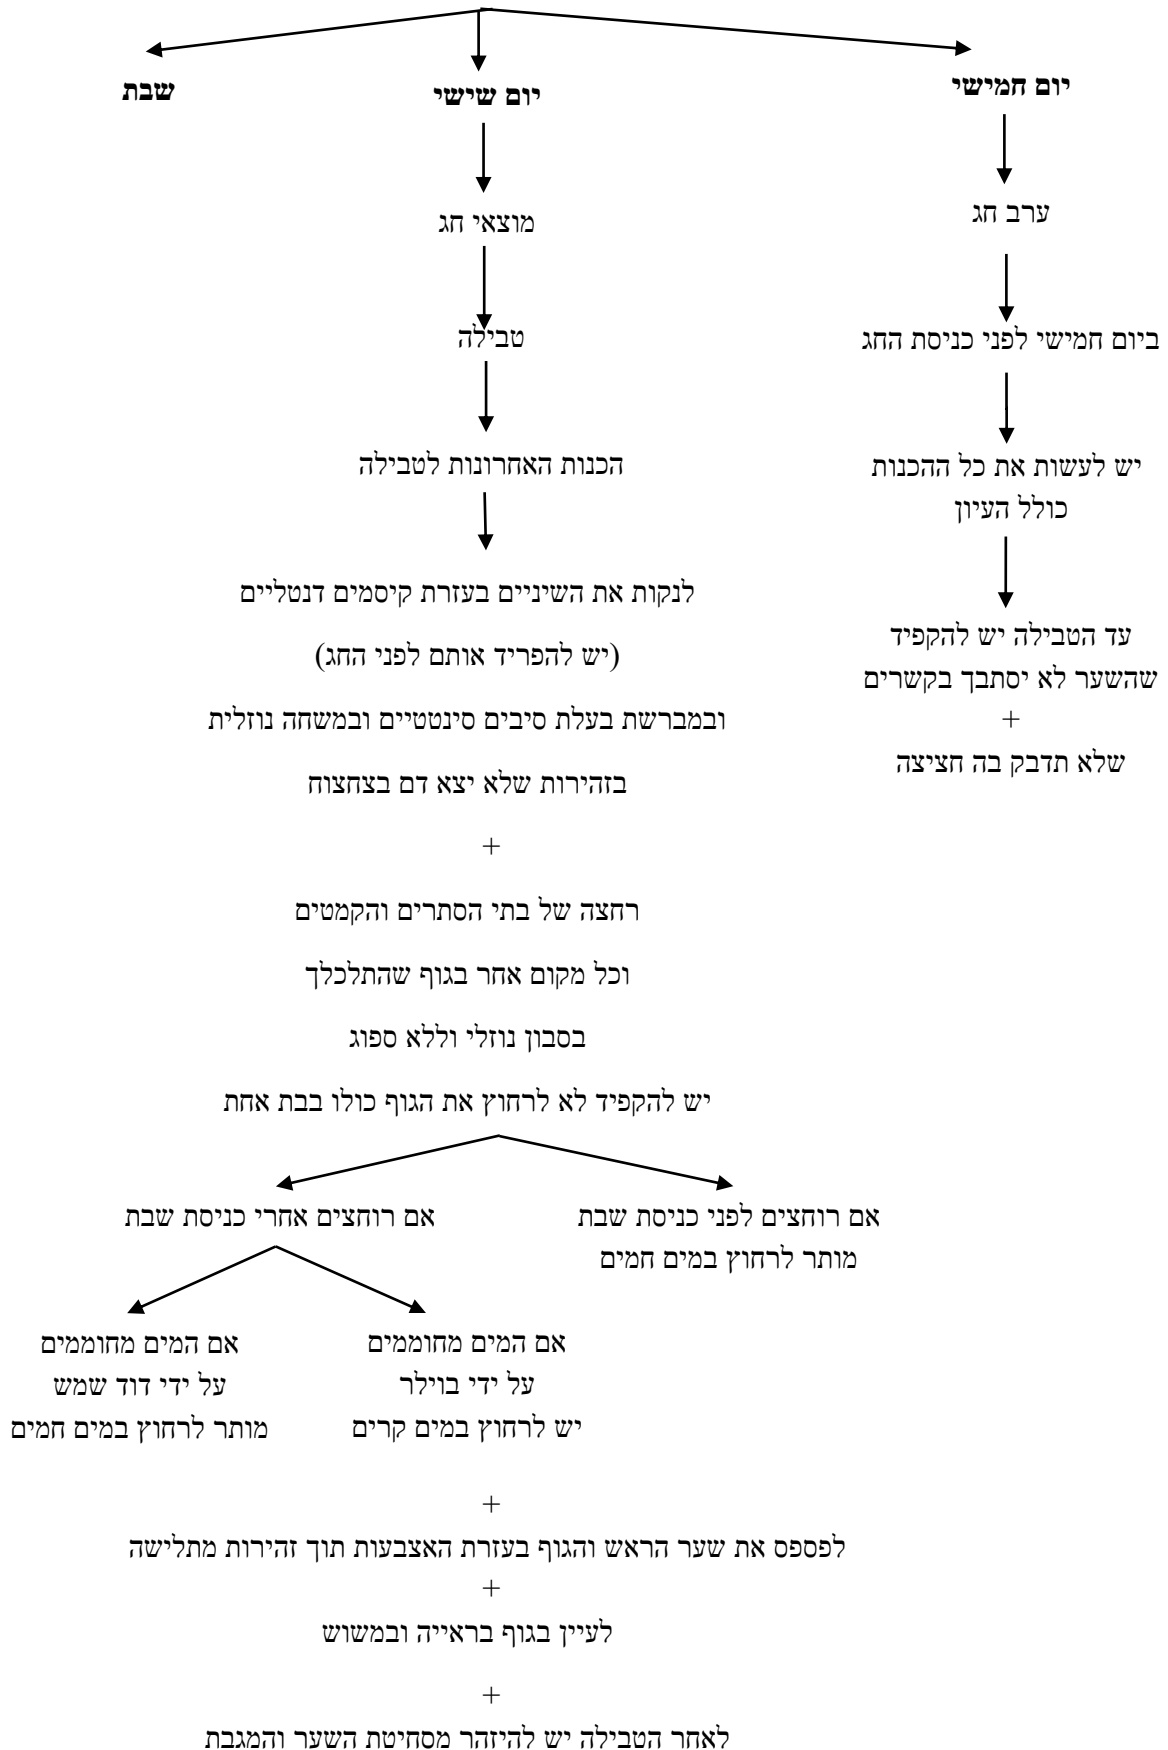 יום חמישי
יום שישי
שבת
ערב חג
ביום חמישי לפני כניסת החג
יש לעשות את כל ההכנות
כולל העיון
עד הטבילה יש להקפיד
שהשער לא יסתבך בקשרים
+
שלא תדבק בה חציצה
מוצאי חג
טבילה
הכנות האחרונות לטבילה
לנקות את השיניים בעזרת קיסמים דנטליים
(יש להפריד אותם לפני החג)
ובמברשת בעלת סיבים סינטטיים ובמשחה נוזלית
בזהירות שלא יצא דם בצחצוח
+
רחצה של בתי הסתרים והקמטים
וכל מקום אחר בגוף שהתלכלך
בסבון נוזלי וללא ספוג
יש להקפיד לא לרחוץ את הגוף כולו בבת אחת
אם רוחצים לפני כניסת שבת
מותר לרחוץ במים חמים
אם רוחצים אחרי כניסת שבת
אם המים מחוממים
על ידי בוילר
יש לרחוץ במים קרים
אם המים מחוממים
על ידי דוד שמש
מותר לרחוץ במים חמים
+
לפספס את שער הראש והגוף בעזרת האצבעות תוך זהירות מתלישה
+
לעיין בגוף בראייה ובמשוש
+
לאחר הטבילה יש להיזהר מסחיטת השער והמגבת